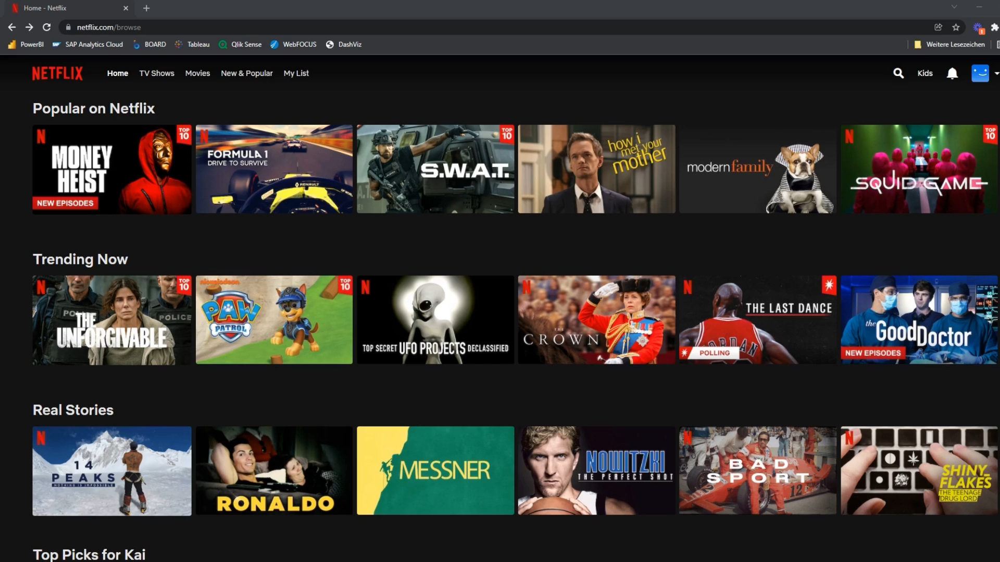 Home - Netflix
netflix.com/browse
1
PowerBI SAP Analytics Cloud BOARD Tableau Qlik Sense WebFOCUS DashViz Weitere Lesezeichen
NETFLIX Home TV Shows Movies New & Popular My List Kids
Popular on Netflix
N
TOP
10
MONEY
HEIST
NEW EPISODES
N
FORMULA 1
DRIVE TO SURVIVE
RENAULT
TOP
10
S.W.A.T.
how i
met your
mother
modern family
N
TOP
10
SQUID GAME
Trending Now
N
TOP
10
POLICE
THE
UNFORGIVABLE
nickelodeon
TOP
10
PAW
PATROL
N
TOP SECRET UFO PROJECTS DECLASSIFIED
N
THE
CROWN
N
THE LAST DANCE
POLLING
the Good Doctor
NEW EPISODES
Real Stories
N
14
PEAKS
NOTHING IS IMPOSSIBLE
RONALDO
MESSNER
NOWITZKI
THE PERFECT SHOT
N
BAD
SPORT
12
N
SHINY_
FLAKES
THE TEENAGE
DRUG LORD
Top Picks for Kai